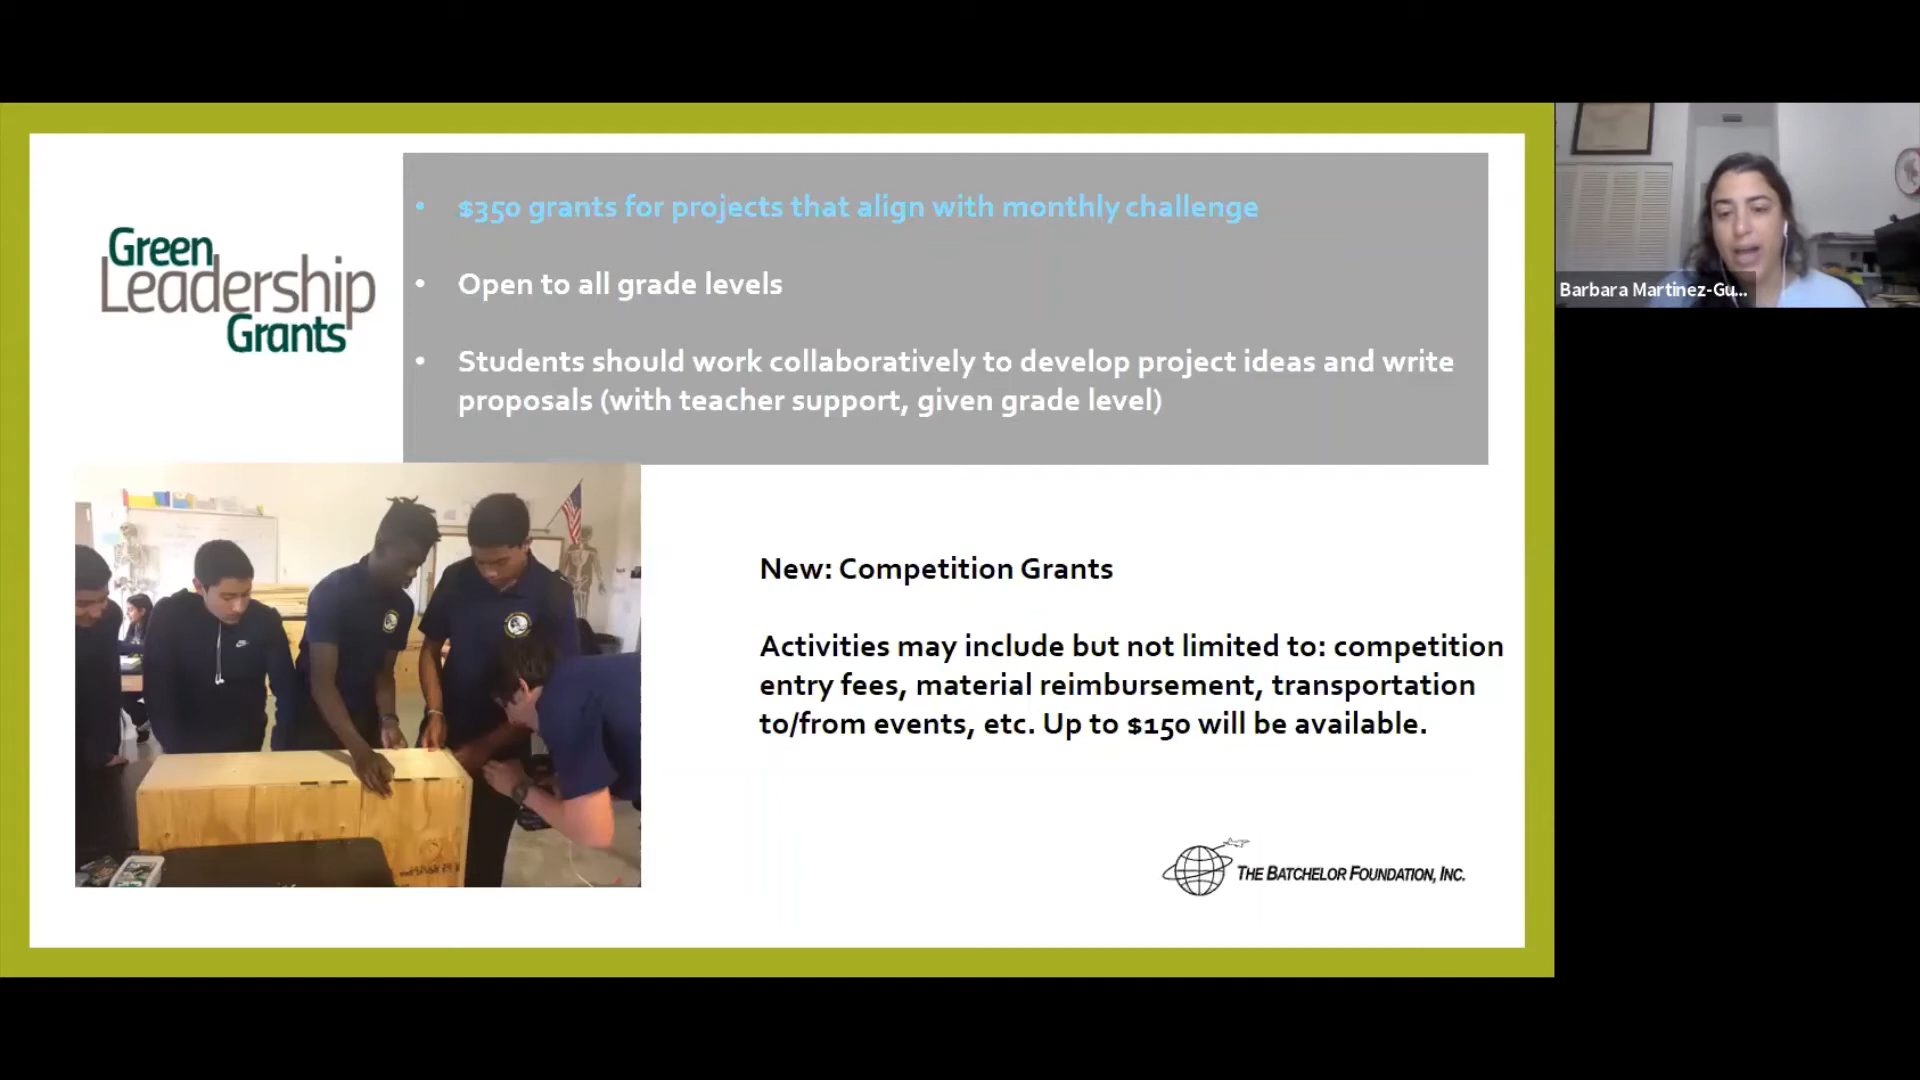 Green
Leadership
Grants
• $350 grants for projects that align with monthly challenge
• Open to all grade levels
• Students should work collaboratively to develop project ideas and write
proposals (with teacher support, given grade level)
New: Competition Grants
Activities may include but not limited to: competition
entry fees, material reimbursement, transportation
to/from events, etc. Up to $150 will be available.
THE BATCHELOR FOUNDATION, INC.
Barbara Martinez-Gu...